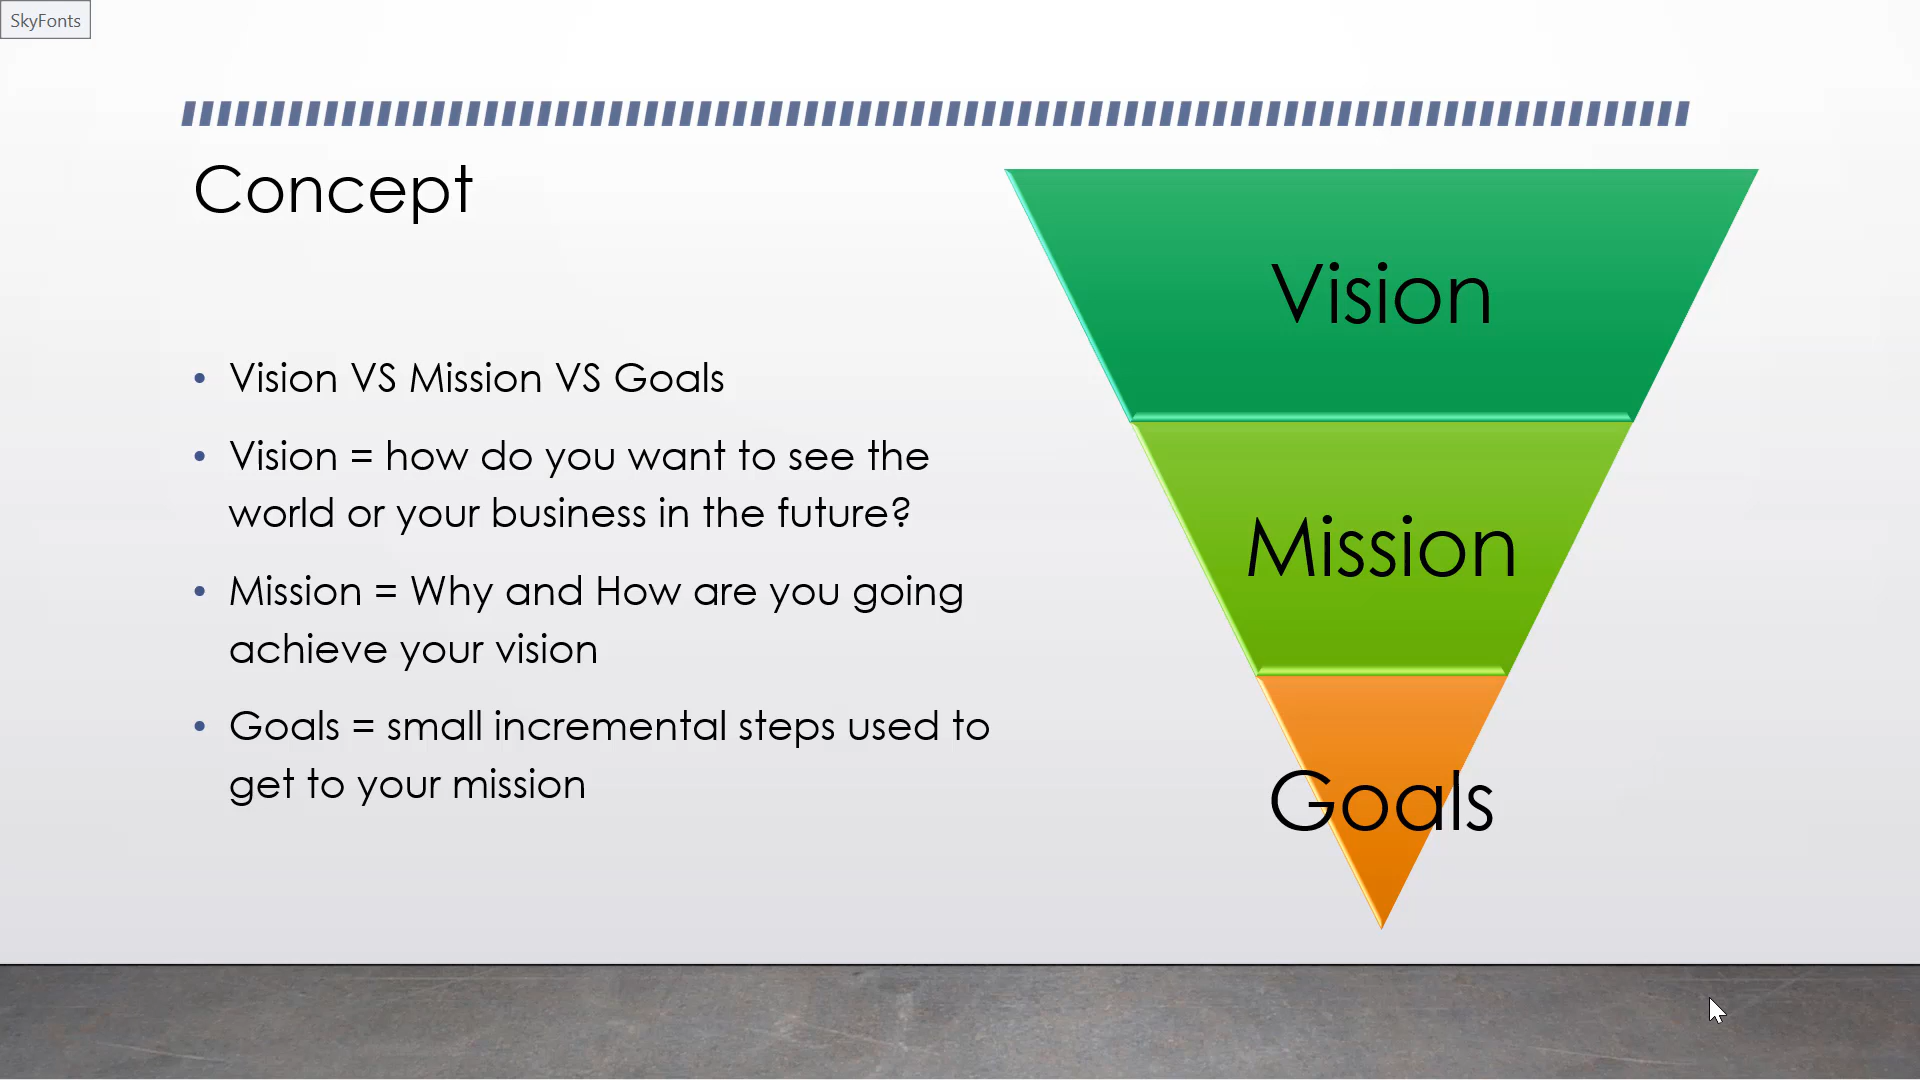 SkyFonts
Concept
• Vision VS Mission VS Goals
• Vision = how do you want to see the
world or your business in the future?
• Mission = Why and How are you going
achieve your vision
• Goals = small incremental steps used to
get to your mission
Vision
Mission
Goals